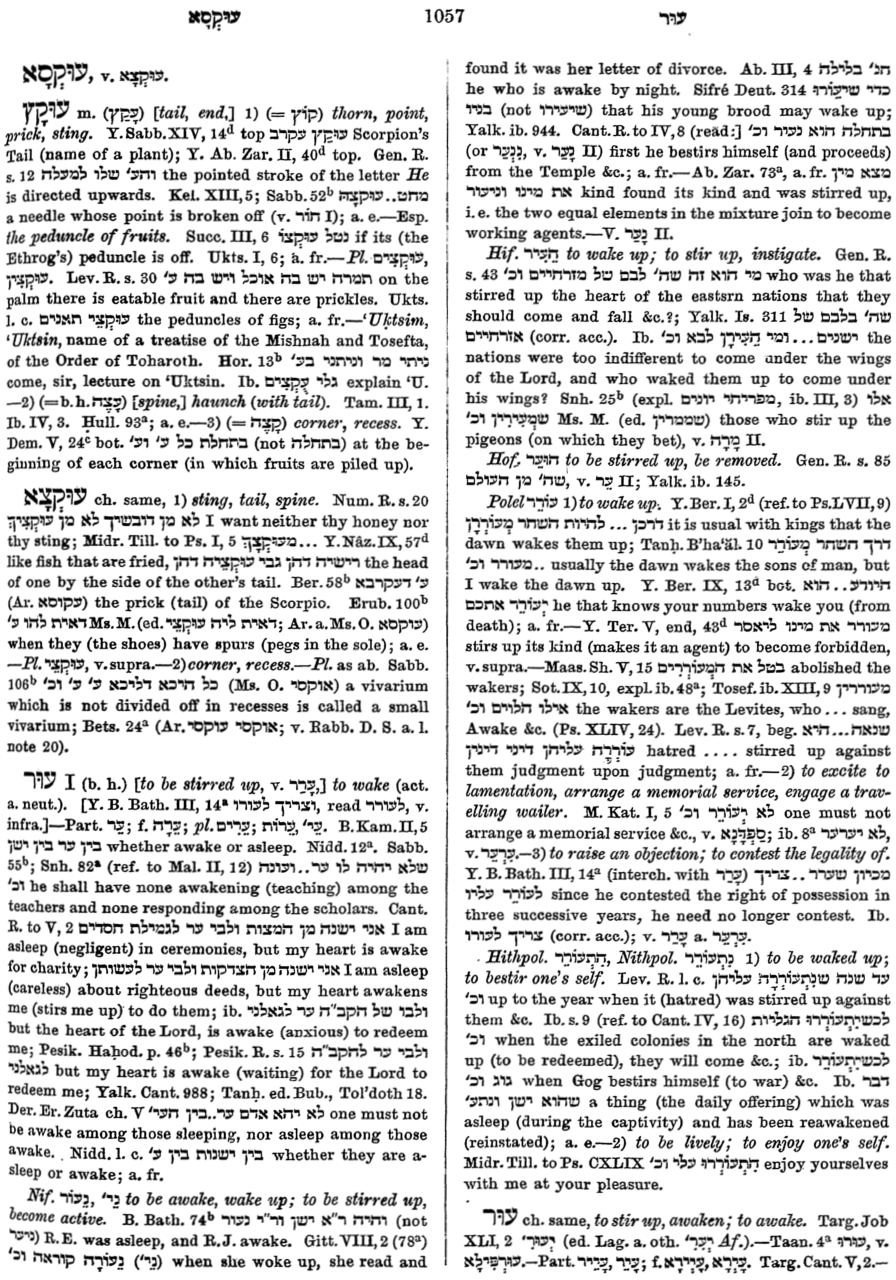 עוּקְסָא
1057
עוּר
עוּקְסָא, v. עוּקְצָא.
עוּקָץ m. (עָקַץ) [tail, end,] 1) (= קוֹץ) thorn, point,
prick, sting. Y. Sabb. XIV, 14d top עוּקָץ עקרב Scorpion's
Tail (name of a plant); Y. Ab. Zar. II, 40d top. Gen. R.
s. 12 והע' שלו למעלה the pointed stroke of the letter He
is directed upwards. Kel. XIII, 5; Sabb. 52b מחט..עוּקְצָהּ
a needle whose point is broken off (v. חוֹר I); a. e.—Esp.
the peduncle of fruits. Succ. III, 6 נטל עוּקְצוֹ if its (the
Ethrog's) peduncle is off. Ukts. I, 6; a. fr.—Pl. עוּקְצִים,
עוּקְצִין. Lev. R. s. 30 תמרה יש בה אוכל ויש בה ע' on the
palm there is eatable fruit and there are prickles. Ukts.
l. c. עוּקְצֵי תאנים the peduncles of figs; a. fr.—'Uḳtsim,
'Uḳtsin, name of a treatise of the Mishnah and Tosefta,
of the Order of Toharoth. Hor. 13b ניתי מר וניתני בע'
come, sir, lecture on 'Uktsin. Ib. גלי עֻקְצִים explain 'U.
—2) (=b. h. עָצֶה) [spine,] haunch (with tail). Tam. III, 1.
Ib. IV, 3. Ḥull. 93a; a. e.—3) (= קָצֶה) corner, recess. Y.
Dem. V, 24c bot. בתחלת כל ע' וע' (not בתחלה) at the be-
ginning of each corner (in which fruits are piled up).
עוּקְצָא ch. same, 1) sting, tail, spine. Num. R. s. 20
לא מן דובשיך לא מן עוּקְצִיךְ I want neither thy honey nor
thy sting; Midr. Till. to Ps. I, 5 מעוּקְצָךְ... Y. Nâz. IX, 57d
רישיה דהן גבי עוּקְצֵיה דהן like fish that are fried, the head
of one by the side of the other's tail. Ber. 58b ע' דעקרבא
(Ar. עקוסא) the prick (tail) of the Scorpio. Erub. 100b
דאית להו ע' Ms. M. (ed. דאית ליה עוּקְצֵי; Ar. a. Ms. O. עוקסא)
when they (the shoes) have spurs (pegs in the sole); a. e.
—Pl. עוּקְצֵי, v. supra.—2) corner, recess.—Pl. as ab. Sabb.
106b כל היכא דליכא ע' ע' וכ' (Ms. O. אוקסי) a vivarium
which is not divided off in recesses is called a small
vivarium; Bets. 24a (Ar. אוקסי עוקסי; v. Rabb. D. S. a. l.
note 20).
עוּר I (b. h.) [to be stirred up, v. עָרַר,] to wake (act.
a. neut.). [Y. B. Bath. III, 14a וצריך לעורו, read לעורר, v.
infra.]—Part. עֵר; f. עֵרָה; pl. עֵרִים, עֵרוֹת, עֵי'. B. Kam. II, 5
בין ער בין ישן whether awake or asleep. Nidd. 12a. Sabb.
55b; Snh. 82a (ref. to Mal. II, 12) שלא יהיה לו ער..ועונה
וכ' he shall have none awakening (teaching) among the
teachers and none responding among the scholars. Cant.
R. to V, 2 אני ישנה מן המצות ולבי ער לגמילת חסדים I am
asleep (negligent) in ceremonies, but my heart is awake
for charity; אני ישנה מן הצדקות ולבי ער לעשותן I am asleep
(careless) about righteous deeds, but my heart awakens
me (stirs me up) to do them; ib. ולבו של הקב"ה ער לגאלני
but the heart of the Lord, is awake (anxious) to redeem
me; Pesik. Haḥod. p. 46b; Pesik. R. s. 15 ולבי ער להקב"ה
לגאלני but my heart is awake (waiting) for the Lord to
redeem me; Yalk. Cant. 988; Tanḥ. ed. Bub., Tol'doth 18.
Der. Er. Zuta ch. V לא יהא אדם ער..בין הער' one must not
be awake among those sleeping, nor asleep among those
awake. Nidd. l. c. בין ישנות בין ע' whether they are a-
sleep or awake; a. fr.
Nif. נֵעוֹר, נֵי' to be awake, wake up; to be stirred up,
become active. B. Bath. 74b והיה ר"א ישן ור"י נעור (not
ניער) R. E. was asleep, and R. J. awake. Gitt. VIII, 2 (78a)
נֵעוֹרָה קוראה וכ' (נֵי') when she woke up, she read and
found it was her letter of divorce. Ab. III, 4 הנ' בלילה
he who is awake by night. Sifré Deut. 314 כדי שיעורו
בניו (not שיעירו) that his young brood may wake up;
Yalk. ib. 944. Cant. R. to IV, 8 (read:) בתחלה הוא נעיר וכ'
(or נִנְעַר, v. נָעַר II) first he bestirs himself (and proceeds)
from the Temple &c.; a. fr.—Ab. Zar. 73a, a. fr. מצא מין
את מינו וניעור kind found its kind and was stirred up,
i. e. the two equal elements in the mixture join to become
working agents.—V. נָעַר II.
Hif. הֵעִיר to wake up; to stir up, instigate. Gen. R.
s. 43 מי הוא זה שה' לבם של מזרחיים וכ' who was he that
stirred up the heart of the eastsrn nations that they
should come and fall &c.?; Yalk. Is. 311 שה' בלבם של
אזרחיים (corr. acc.). Ib. ישנים...ומי הֵעִירָן לבא וכ' the
nations were too indifferent to come under the wings
of the Lord, and who waked them up to come under
his wings? Snh. 25b (expl. מפריחי יונים, ib. III, 3) אלו
שמְּעִירִין וכ' Ms. M. (ed. שממרין) those who stir up the
pigeons (on which they bet), v. מָרָה II.
Hof. הוּעַר to be stirred up, be removed. Gen. R. s. 85
שה' מן העולם, v. עֵר II; Yalk. ib. 145.
Polel עוֹרֵר 1) to wake up. Y. Ber. I, 2d (ref. to Ps. LVII, 9)
דרכן ... להיות השחר מְעוֹרְרָן it is usual with kings that the
dawn wakes them up; Tanḥ. B'ha'ăl. 10 דרך השחר מְעוֹרֵר
מעורר וכ'.. usually the dawn wakes the sons of man, but
I wake the dawn up. Y. Ber. IX, 13d bot. היודע..הוא
יְעוֹרֵר אתכם he that knows your numbers wake you (from
death); a. fr.—Y. Ter. V, end, 43d מעורר את מינו ליאסר
stirs up its kind (makes it an agent) to become forbidden,
v. supra.—Maas. Sh. V, 15 בטל את המְּעוֹרְרִים abolished the
wakers; Sot. IX, 10, expl. ib. 48a; Tosef. ib. XIII, 9 מעוררין
אילו הלוים וכ' the wakers are the Levites, who... sang,
Awake &c. (Ps. XLIV, 24). Lev. R. s. 7, beg. שנאה...היא
עוֹרְרָה עליהן דיני דינין hatred .... stirred up against
them judgment upon judgment; a. fr.—2) to excite to
lamentation, arrange a memorial service, engage a trav-
elling wailer. M. Kat. I, 5 לא יְעוֹרֵר וכ' one must not
arrange a memorial service &c., v. סַפְּדָנָא; ib. 8a לא יערער,
v. עַרְעֵר.—3) to raise an objection; to contest the legality of.
Y. B. Bath. III, 14a (interch. with עָרַר) מכיון שערר..צריך
לעוֹרֵר עליו since he contested the right of possession in
three successive years, he need no longer contest. Ib.
צריך לעורו (corr. acc.); v. עָרַר a. עַרְעֵר.
Hithpol. הִתְעוֹרֵר, Nithpol. נִתְעוֹרֵר 1) to be waked up;
to bestir one's self. Lev. R. l. c. עד שנה שנִתְעוֹרְרָה עליהן
וכ' up to the year when it (hatred) was stirred up against
them &c. Ib. s. 9 (ref. to Cant. IV, 16) לכשיִתְעוֹרְרוּ הגליות
וכ' when the exiled colonies in the north are waked
up (to be redeemed), they will come &c.; ib. לכשיִתְעוֹרֵר
גוג וכ' when Gog bestirs himself (to war) &c. Ib. דבר
שהוא ישן ונתע' a thing (the daily offering) which was
asleep (during the captivity) and has been reawakened
(reinstated); a. e.—2) to be lively; to enjoy one's self.
Midr. Till. to Ps. CXLIX הִתְעוֹרְרוּ עלי וכ' enjoy yourselves
with me at your pleasure.
עוּר ch. same, to stir up, awaken; to awake. Targ. Job
XLI, 2 יְעוּר' (ed. Lag. a. oth. יְעֵר' Af.).—Taan. 4a עורו, v.
עוּרְפִּילָא.—Part. עָיֵר, עָיֵיר; f. עָיְרָא, עָיְירָא. Targ. Cant. V, 2.—